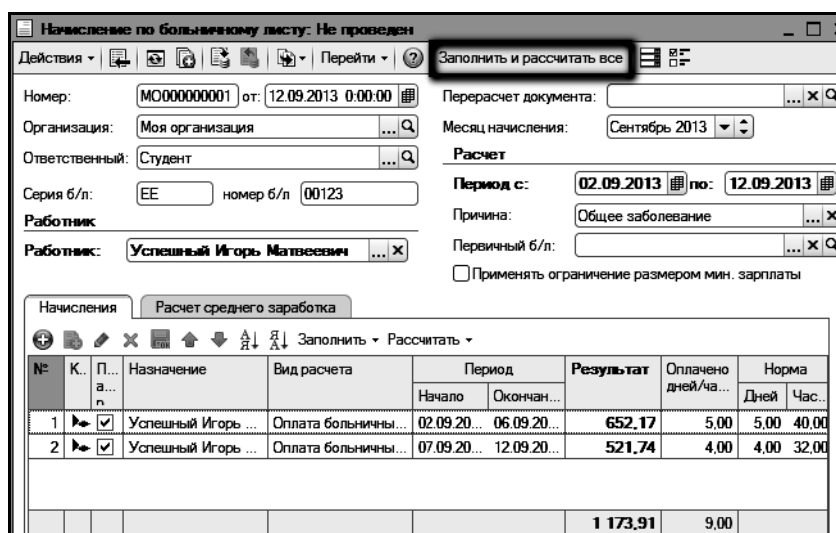 Начисление по больничному листу: Не проведен
Действия Перейти Заполнить и рассчитать все
Номер: МО000000001 от: 12.09.2013 0:00:00 Перерасчет документа:
Организация: Моя организация Месяц начисления: Сентябрь 2013
Ответственный: Студент Расчет
Серия б/л: ЕЕ номер б/л 00123 Период с: 02.09.2013 по: 12.09.2013
Работник Причина: Общее заболевание
Работник: Успешный Игорь Матвеевич Первичный б/л:
Применять ограничение размером мин. зарплаты
Начисления Расчет среднего заработка
Заполнить Рассчитать
№ К.. П... а... Назначение Вид расчета Период Результат Оплачено дней/ча... Норма
Начало Окончан... Дней Час..
1 Успешный Игорь ... Оплата больничны... 02.09.20... 06.09.20... 652,17 5,00 5,00 40,00
2 Успешный Игорь ... Оплата больничны... 07.09.20... 12.09.20... 521,74 4,00 4,00 32,00
1 173,91 9,00